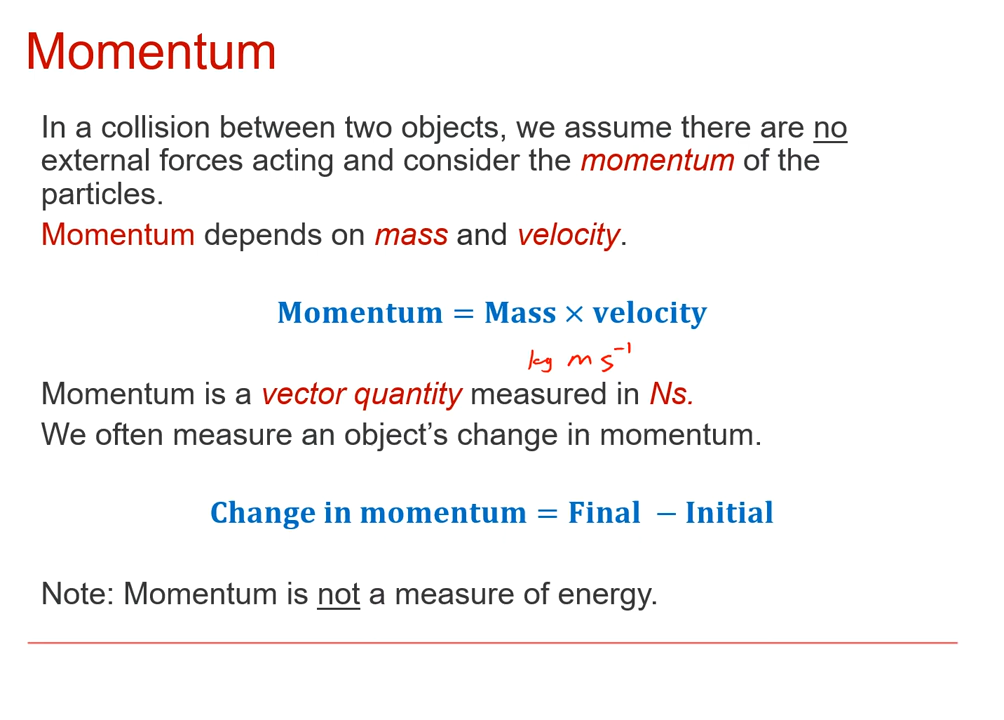 Momentum
In a collision between two objects, we assume there are no
external forces acting and consider the momentum of the
particles.
Momentum depends on mass and velocity.
Momentum = Mass × velocity
kg m s⁻¹
Momentum is a vector quantity measured in Ns.
We often measure an object’s change in momentum.
Change in momentum = Final − Initial
Note: Momentum is not a measure of energy.